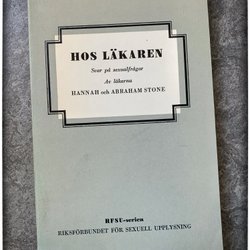 HOS LÄKAREN
Svar på sexualfrågor
Av läkarna
HANNAH och ABRAHAM STONE
RFSU-serien
RIKSFÖRBUNDET FÖR SEXUELL UPPLYSNING